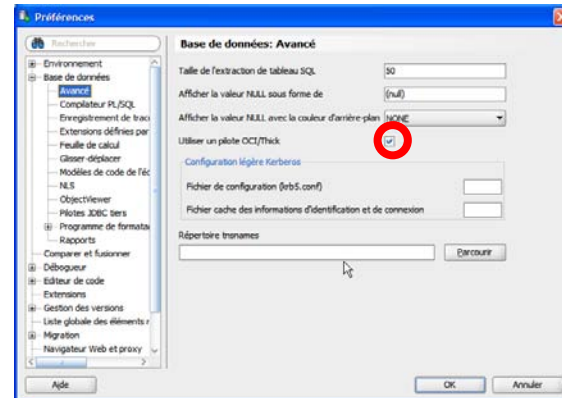 Préférences
Rechercher
Environnement
Base de données
Avancé
Compilateur PL/SQL
Enregistrement de traci
Extensions définies par
Feuille de calcul
Glisser-déplacer
Modèles de code de l'éc
NLS
ObjectViewer
Pilotes JDBC tiers
Programme de formata
Rapports
Comparer et fusionner
Débogueur
Editeur de code
Extensions
Gestion des versions
Liste globale des éléments r
Migration
Navigateur Web et proxy
Base de données: Avancé
Taille de l'extraction de tableau SQL
50
Afficher la valeur NULL sous forme de
(null)
Afficher la valeur NULL avec la couleur d'arrière-plan
NONE
Utiliser un pilote OCI/Thick
Configuration légère Kerberos
Fichier de configuration (krb5.conf)
Fichier cache des informations d'identification et de connexion
Répertoire tnsnames
Parcourir
Aide
OK
Annuler